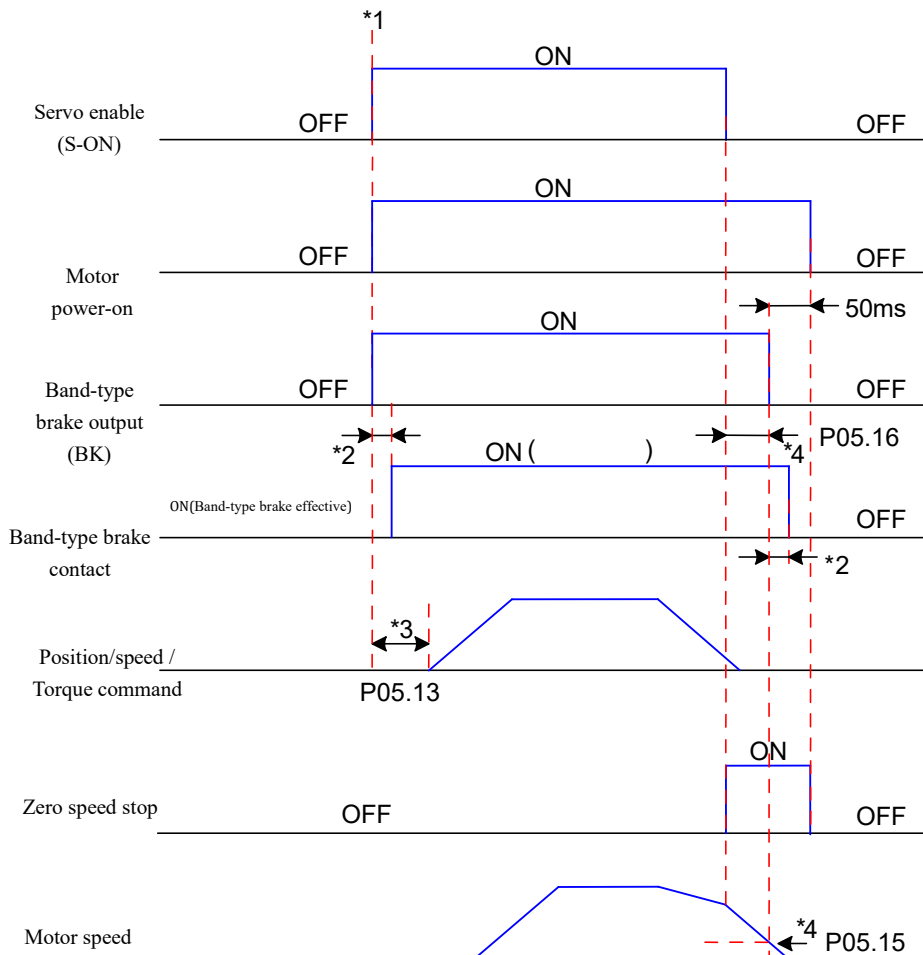 *1
ON
Servo enable
(S-ON)
OFF
OFF
ON
Motor
power-on
OFF
OFF
50ms
ON
Band-type
brake output
(BK)
OFF
OFF
*2
*4
P05.16
ON (          )
ON(Band-type brake effective)
Band-type brake
contact
OFF
*2
*3
Position/speed /
Torque command
P05.13
ON
Zero speed stop
OFF
OFF
Motor speed
*4
P05.15